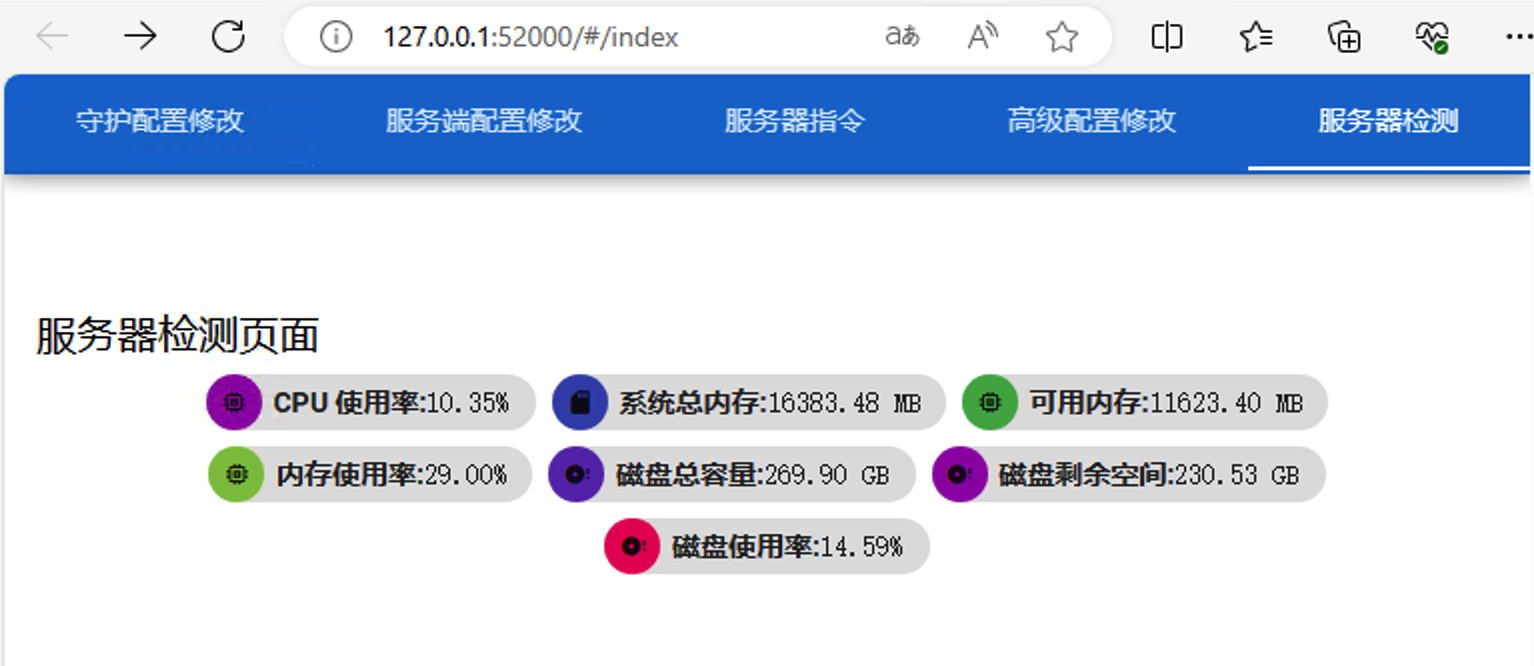 127.0.0.1:52000/#/index
守护配置修改 服务端配置修改 服务器指令 高级配置修改 服务器检测
服务器检测页面
CPU 使用率:10.35% 系统总内存:16383.48 MB 可用内存:11623.40 MB
内存使用率:29.00% 磁盘总容量:269.90 GB 磁盘剩余空间:230.53 GB
磁盘使用率:14.59%